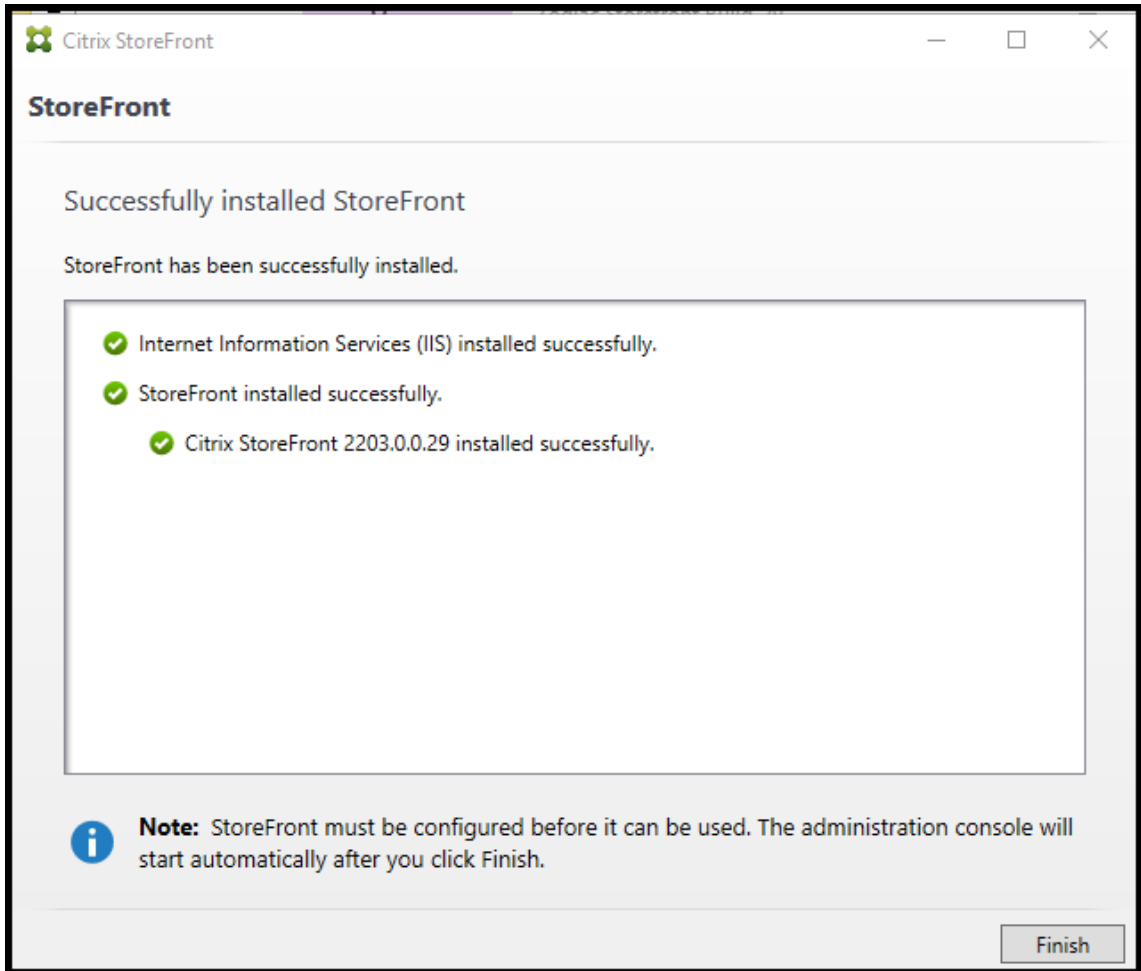 Citrix StoreFront
StoreFront
Successfully installed StoreFront
StoreFront has been successfully installed.
Internet Information Services (IIS) installed successfully.
StoreFront installed successfully.
Citrix StoreFront 2203.0.0.29 installed successfully.
Note: StoreFront must be configured before it can be used. The administration console will
start automatically after you click Finish.
Finish